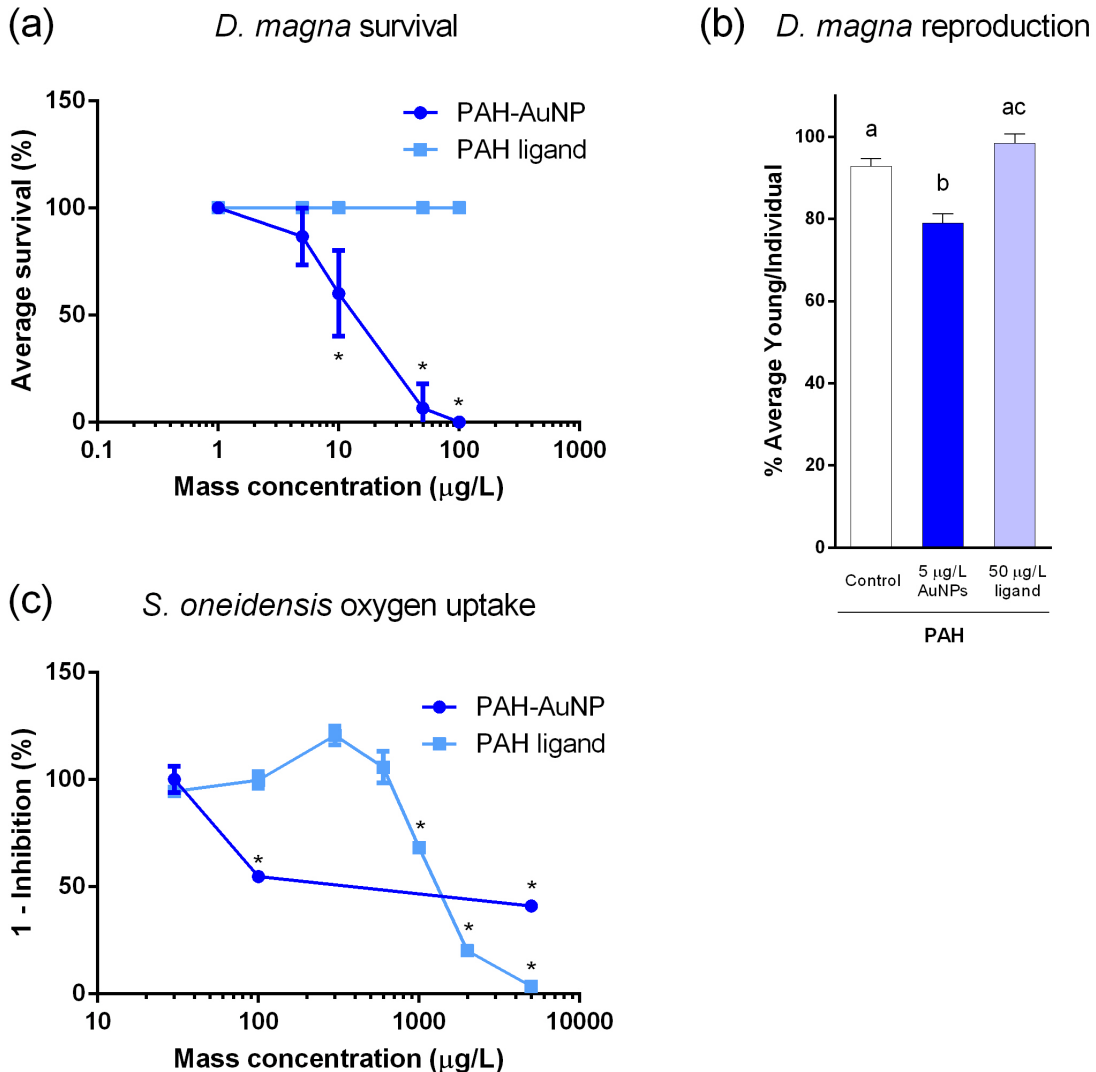 (a)
D. magna survival
150
100
50
0
Average survival (%)
PAH-AuNP
PAH ligand
*
*
*
0.1 1 10 100 1000
Mass concentration (μg/L)
(b)
D. magna reproduction
100
80
60
40
20
0
% Average Young/Individual
a
b
ac
Control
5 μg/L
AuNPs
50 μg/L
ligand
PAH
(c)
S. oneidensis oxygen uptake
150
100
50
0
1 - Inhibition (%)
PAH-AuNP
PAH ligand
*
*
*
*
*
10 100 1000 10000
Mass concentration (μg/L)